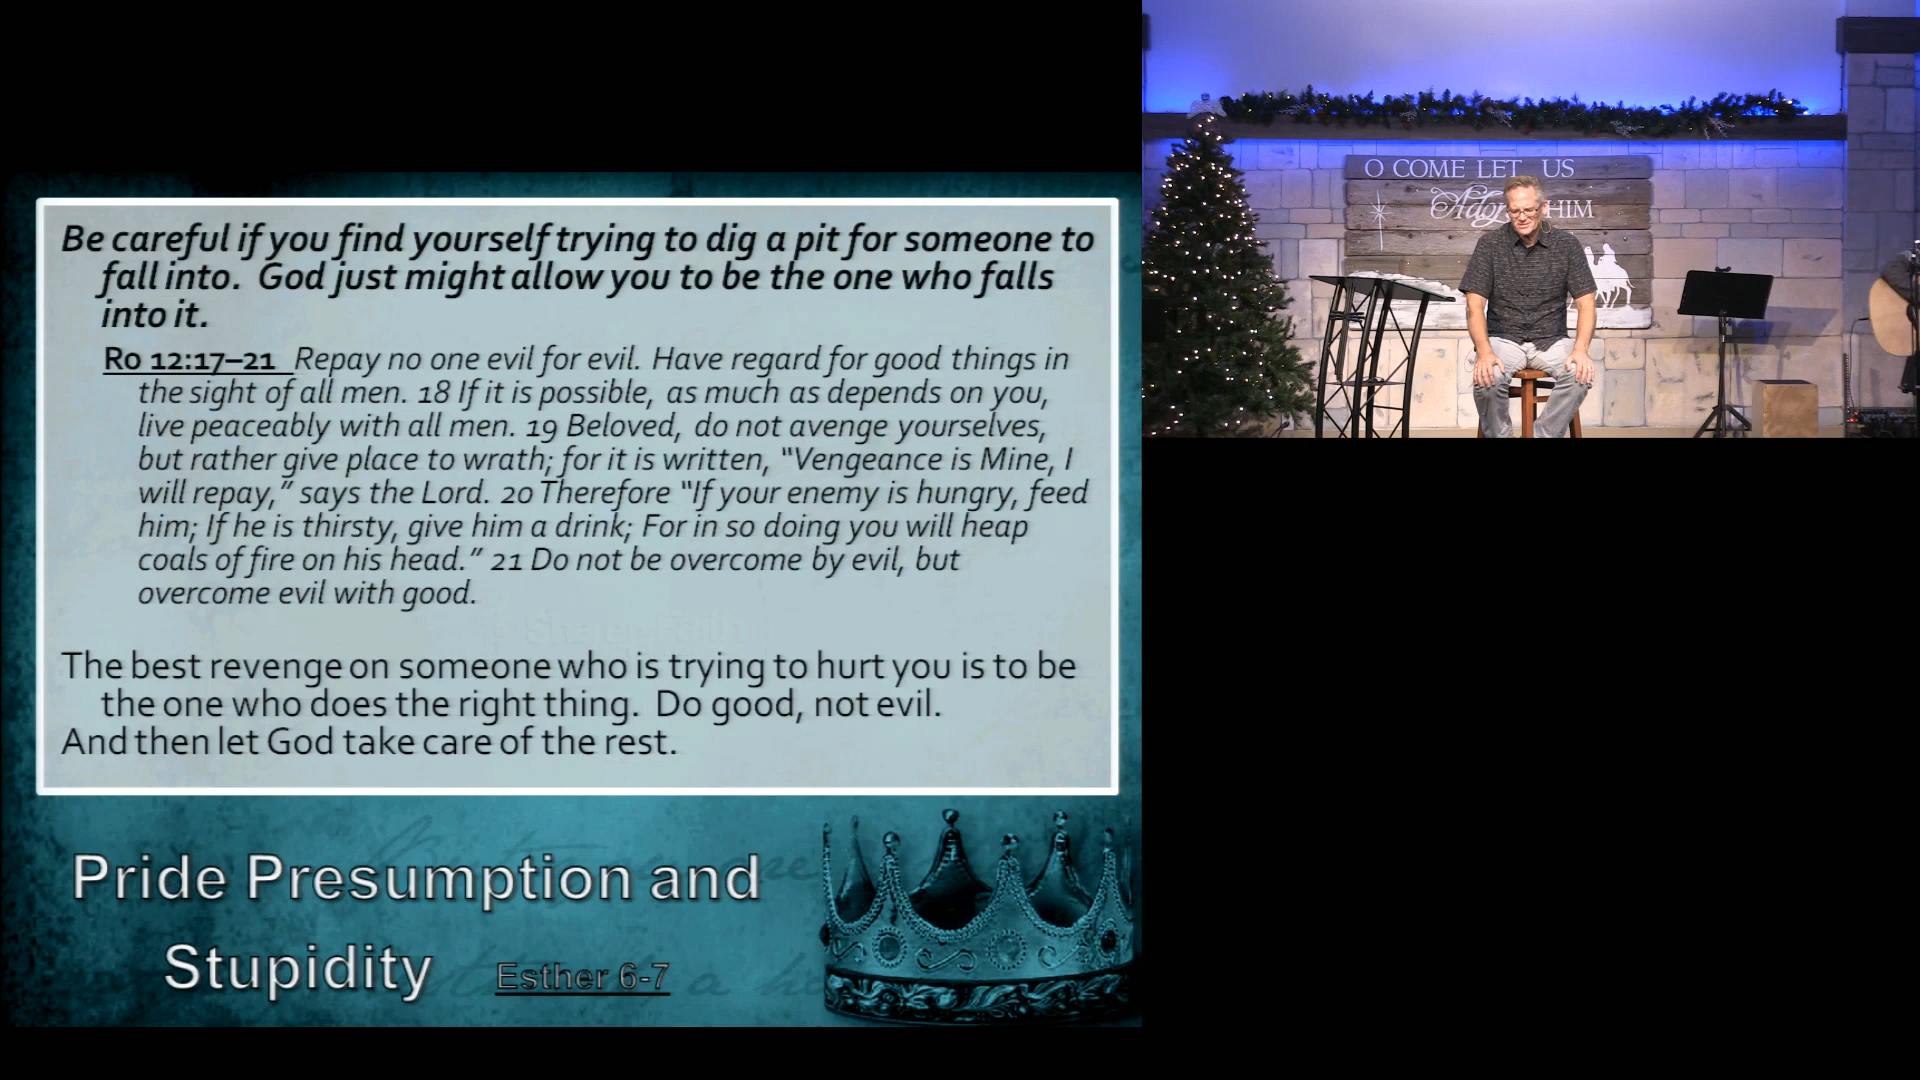 Be careful if you find yourself trying to dig a pit for someone to
fall into. God just might allow you to be the one who falls
into it.
Ro 12:17–21 Repay no one evil for evil. Have regard for good things in
the sight of all men. 18 If it is possible, as much as depends on you,
live peaceably with all men. 19 Beloved, do not avenge yourselves,
but rather give place to wrath; for it is written, “Vengeance is Mine, I
will repay,” says the Lord. 20 Therefore “If your enemy is hungry, feed
him; If he is thirsty, give him a drink; For in so doing you will heap
coals of fire on his head.” 21 Do not be overcome by evil, but
overcome evil with good.
The best revenge on someone who is trying to hurt you is to be
the one who does the right thing. Do good, not evil.
And then let God take care of the rest.
Pride Presumption and
Stupidity Esther 6-7
O COME LET US
HIM